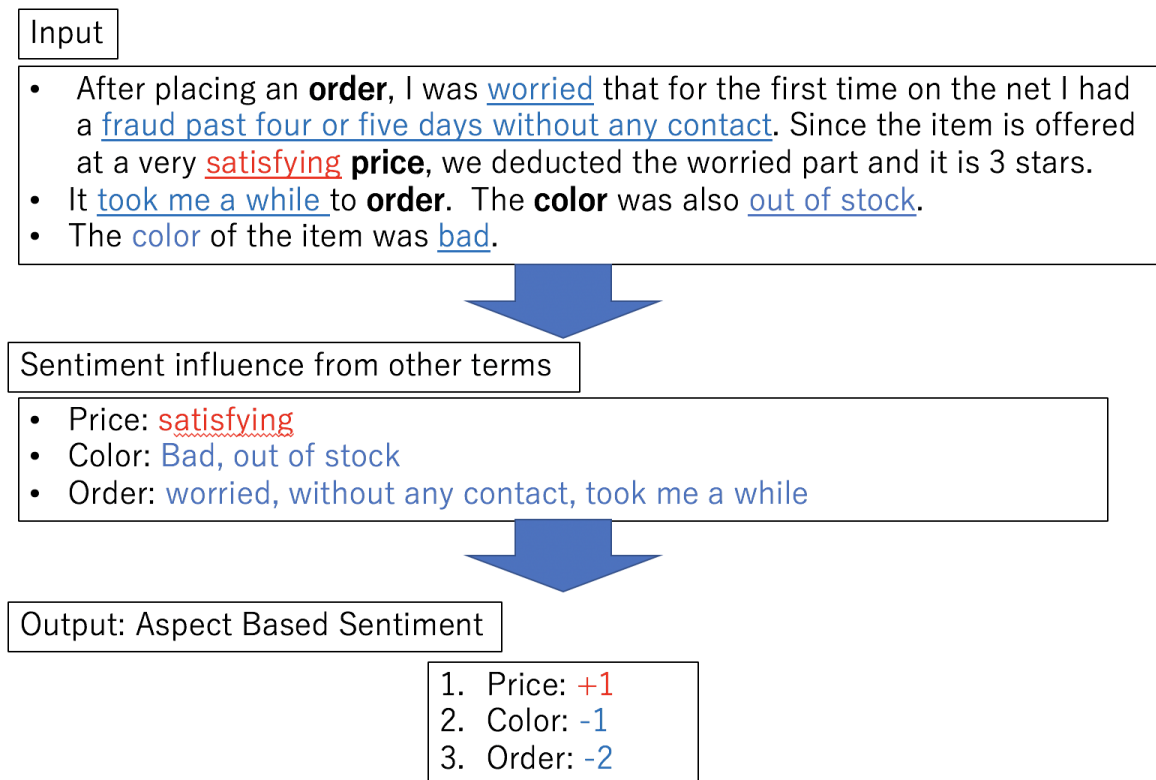 Input
• After placing an order, I was worried that for the first time on the net I had
a fraud past four or five days without any contact. Since the item is offered
at a very satisfying price, we deducted the worried part and it is 3 stars.
• It took me a while to order. The color was also out of stock.
• The color of the item was bad.
Sentiment influence from other terms
• Price: satisfying
• Color: Bad, out of stock
• Order: worried, without any contact, took me a while
Output: Aspect Based Sentiment
1. Price: +1
2. Color: -1
3. Order: -2